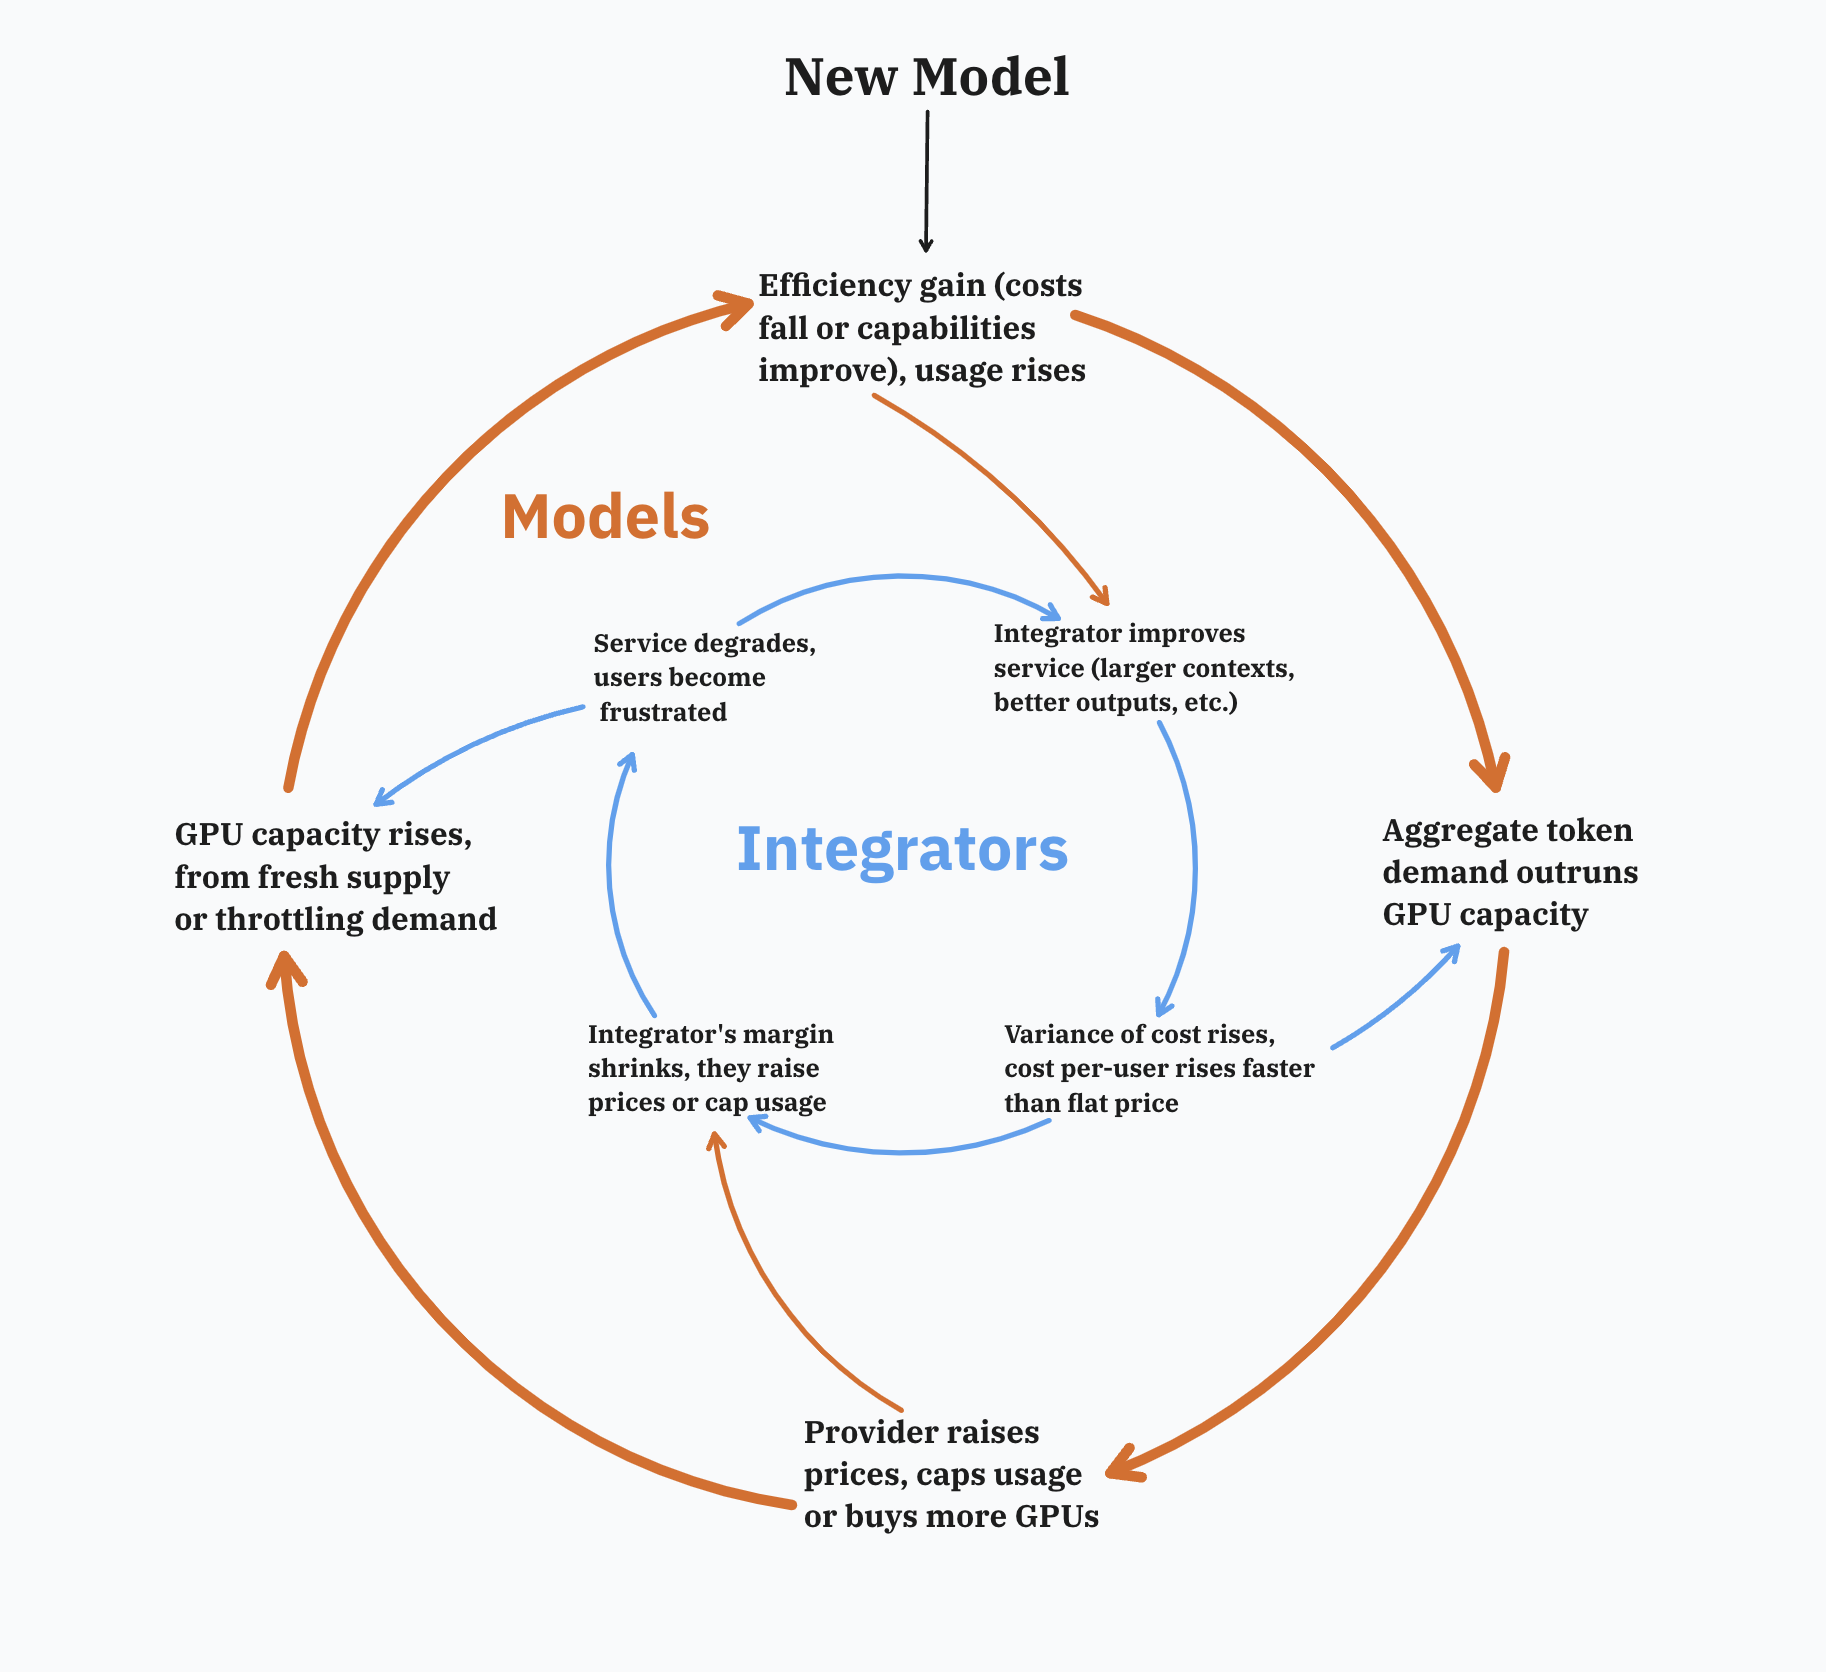 New Model
Efficiency gain (costs
fall or capabilities
improve), usage rises
Models
Service degrades,
users become
frustrated
Integrator improves
service (larger contexts,
better outputs, etc.)
Integrators
GPU capacity rises,
from fresh supply
or throttling demand
Aggregate token
demand outruns
GPU capacity
Integrator's margin
shrinks, they raise
prices or cap usage
Variance of cost rises,
cost per-user rises faster
than flat price
Provider raises
prices, caps usage
or buys more GPUs